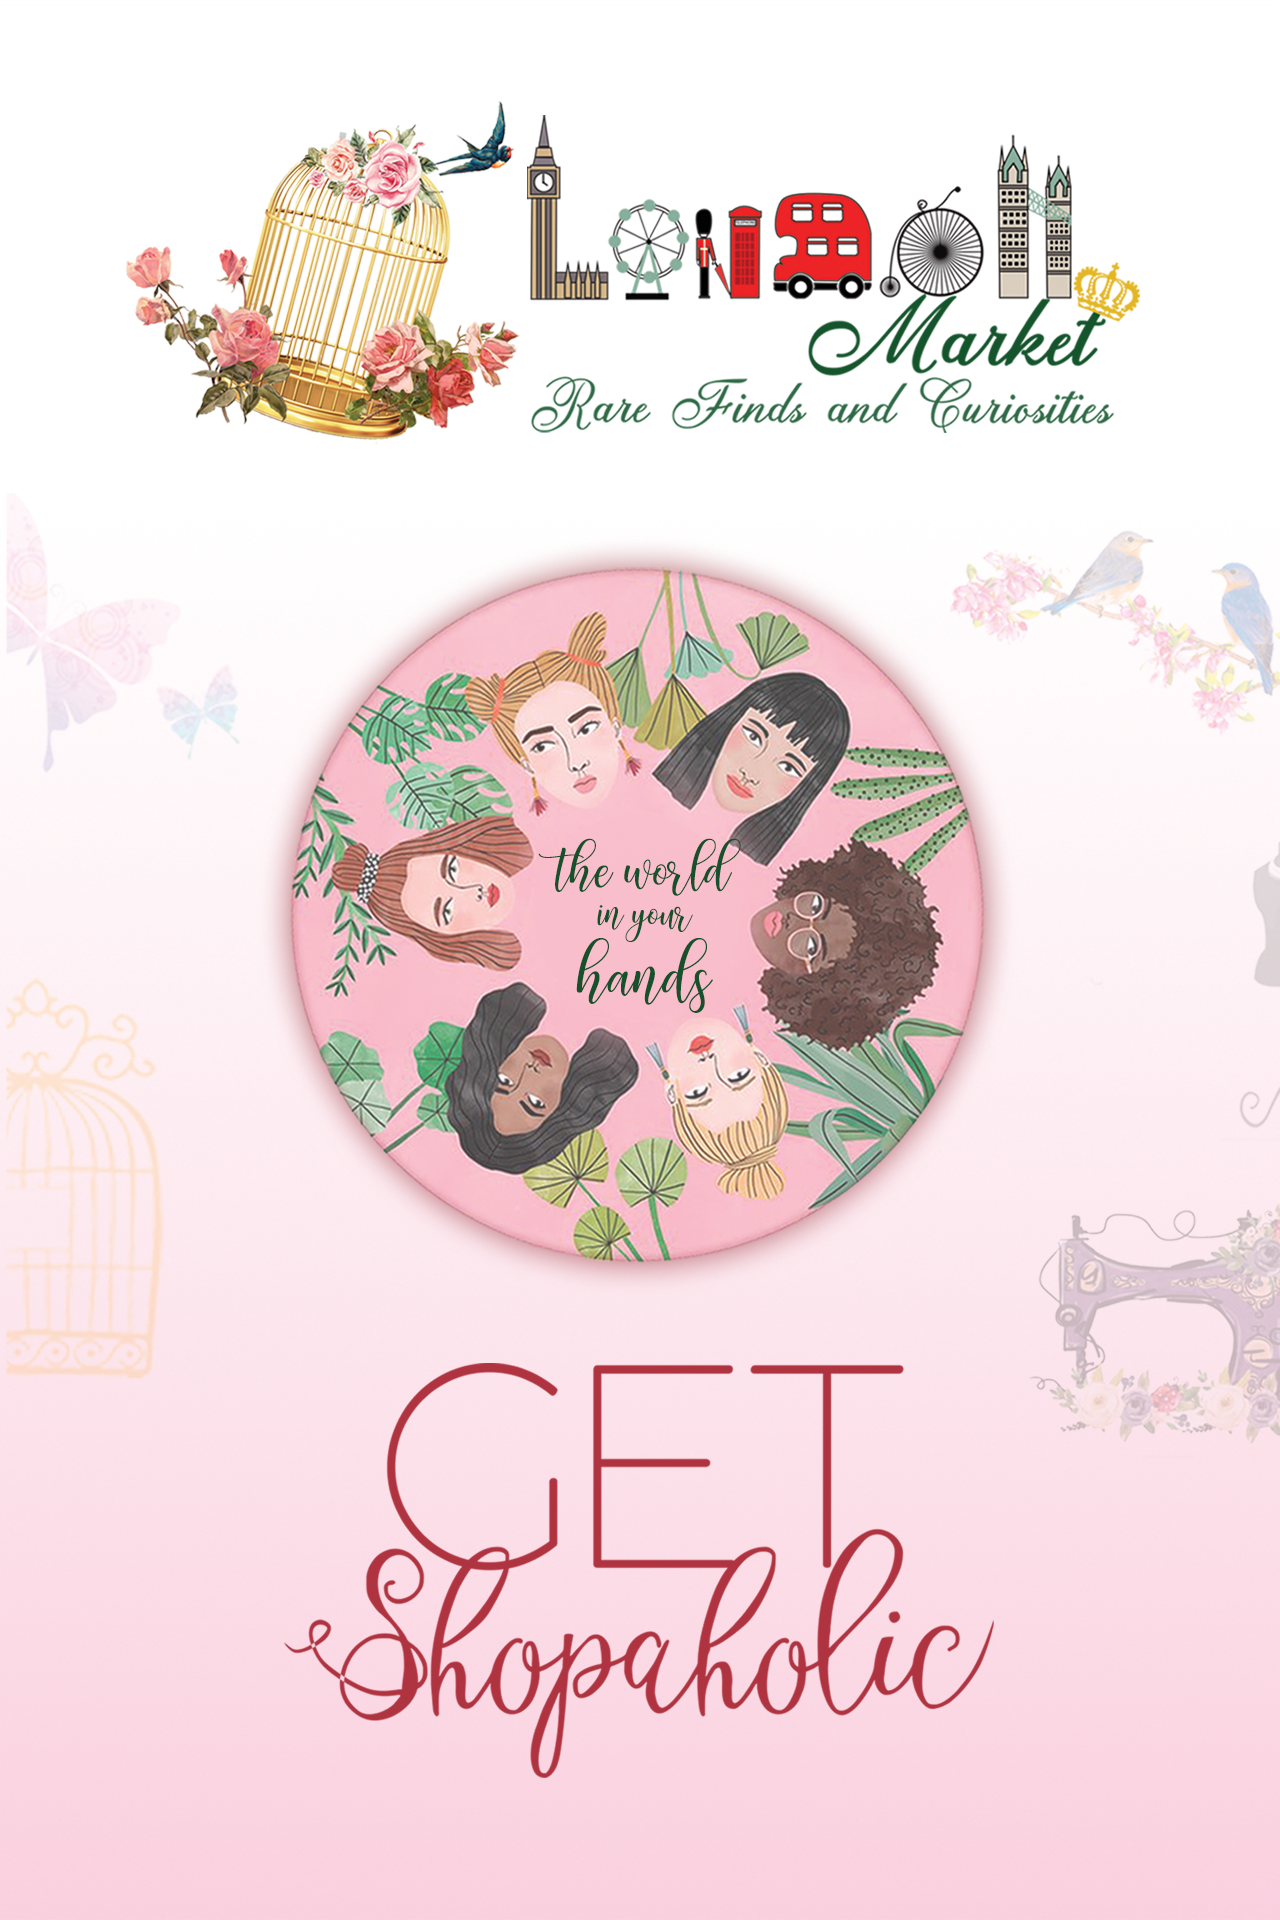 London
Market
Rare Finds and Curiosities
the world
in your
hands
GET
Shopaholic